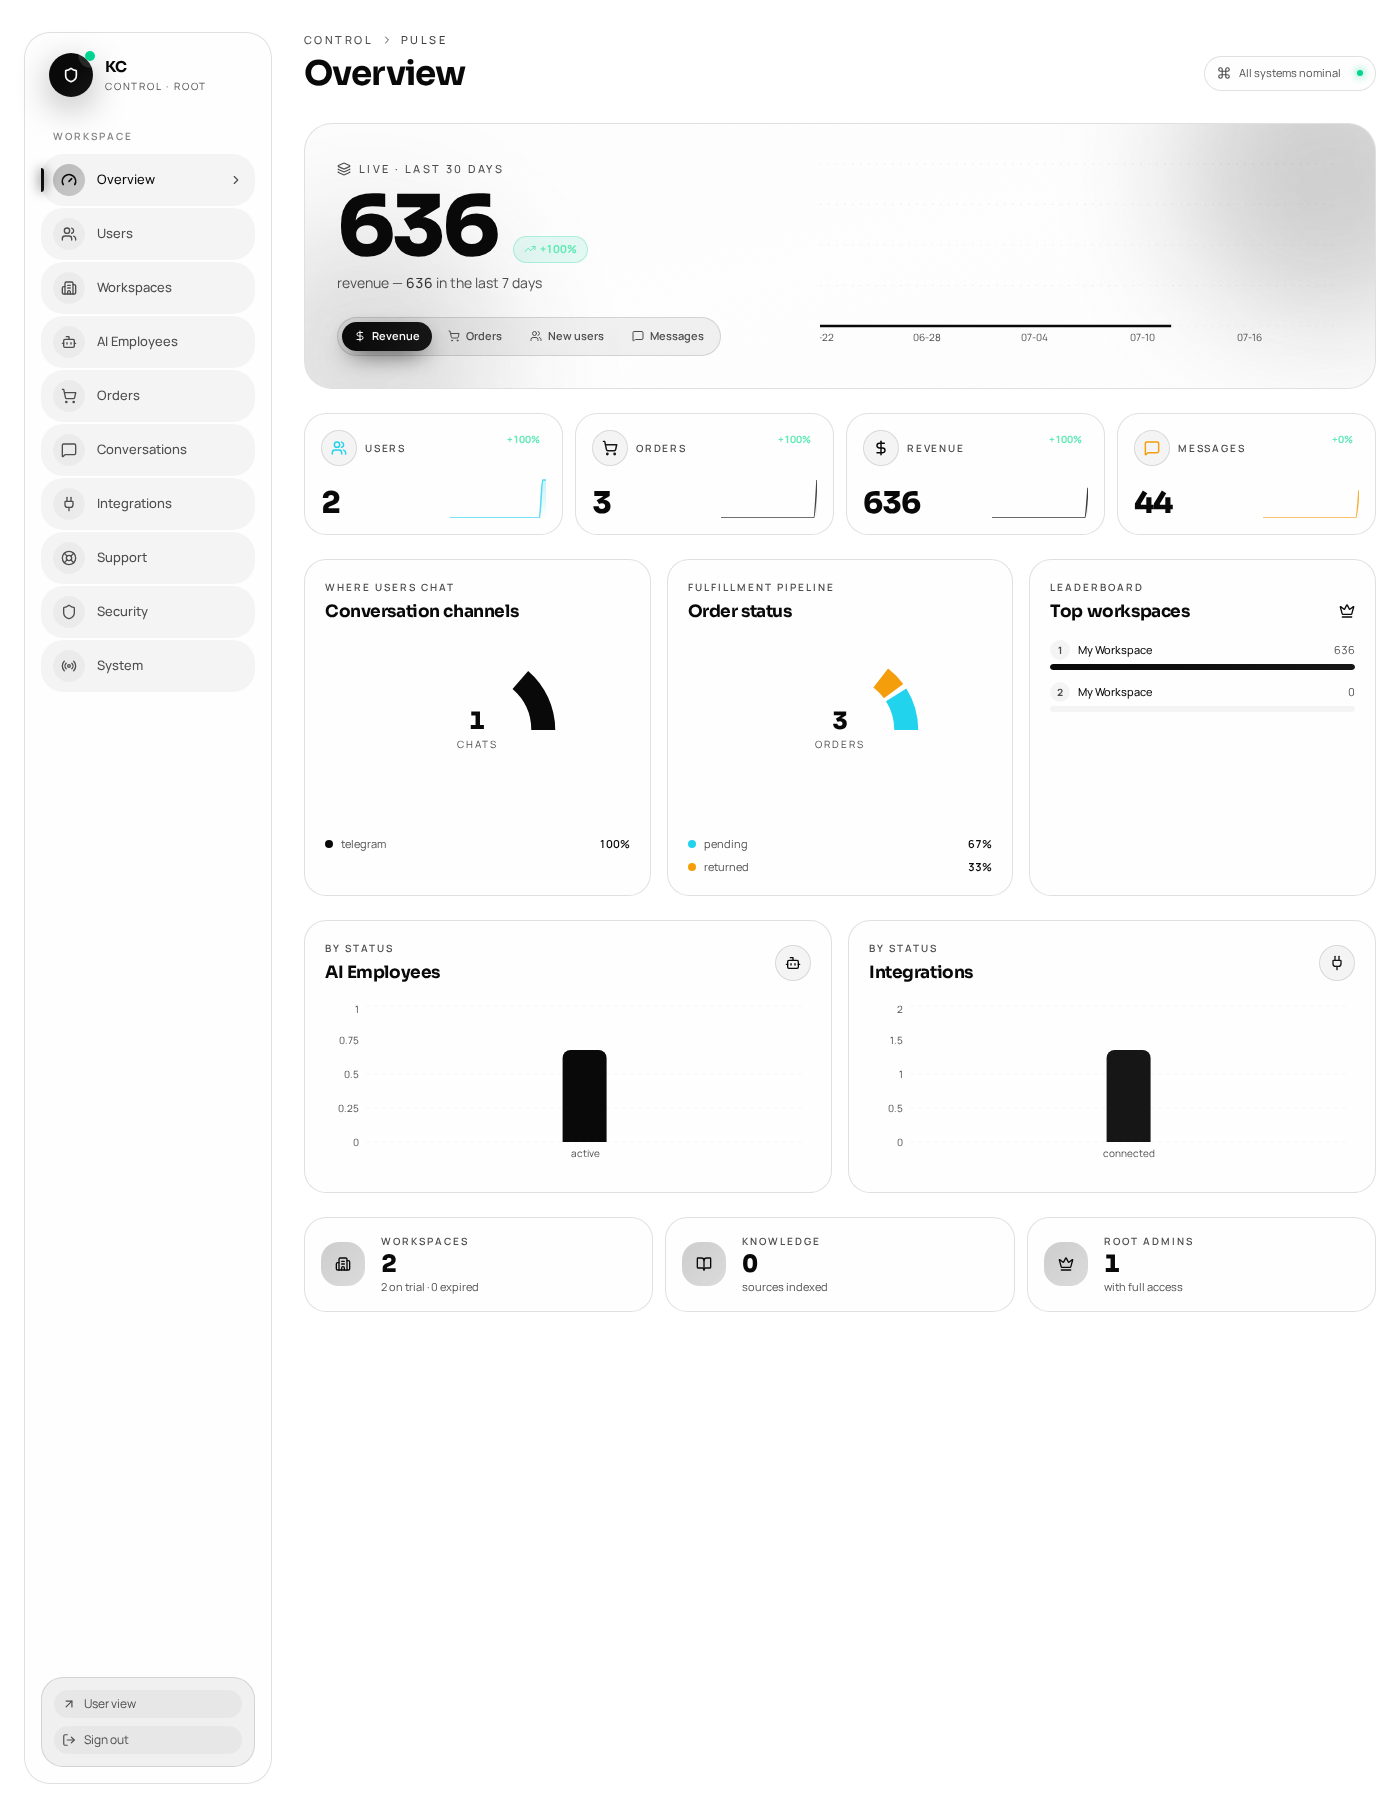 KC
CONTROL · ROOT
WORKSPACE
Overview
Users
Workspaces
AI Employees
Orders
Conversations
Integrations
Support
Security
System
User view
Sign out
CONTROL > PULSE
Overview
All systems nominal
LIVE · LAST 30 DAYS
636
+100%
revenue — 636 in the last 7 days
Revenue
Orders
New users
Messages
-22
06-28
07-04
07-10
07-16
USERS
+100%
2
ORDERS
+100%
3
REVENUE
+100%
636
MESSAGES
+0%
44
WHERE USERS CHAT
Conversation channels
1
CHATS
telegram 100%
FULFILLMENT PIPELINE
Order status
3
ORDERS
pending 67%
returned 33%
LEADERBOARD
Top workspaces
1 My Workspace 636
2 My Workspace 0
BY STATUS
AI Employees
1
0.75
0.5
0.25
0
active
BY STATUS
Integrations
2
1.5
1
0.5
0
connected
WORKSPACES
2
2 on trial · 0 expired
KNOWLEDGE
0
sources indexed
ROOT ADMINS
1
with full access